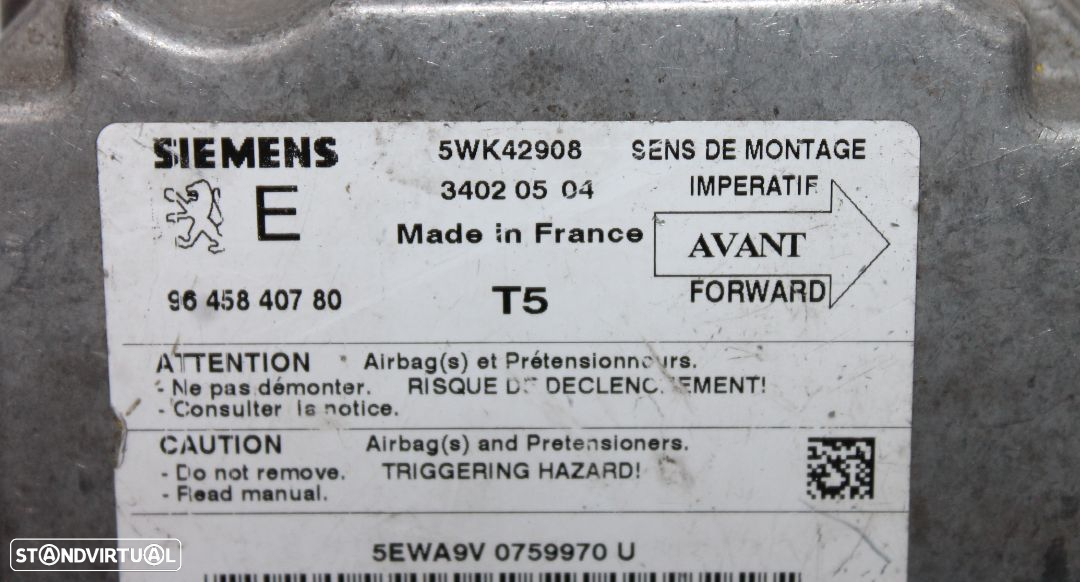 SIEMENS 5WK42908 SENS DE MONTAGE
E 3402 05 04 IMPERATIF
Made in France AVANT
96 458 407 80 T5 FORWARD
ATTENTION Airbag(s) et Prétensionneurs.
- Ne pas démonter. RISQUE DE DECLENCHEMENT!
- Consulter la notice.
CAUTION Airbag(s) and Pretensioners.
- Do not remove. TRIGGERING HAZARD!
- Read manual.
5EWA9V 0759970 U
STANDVIRTUAL